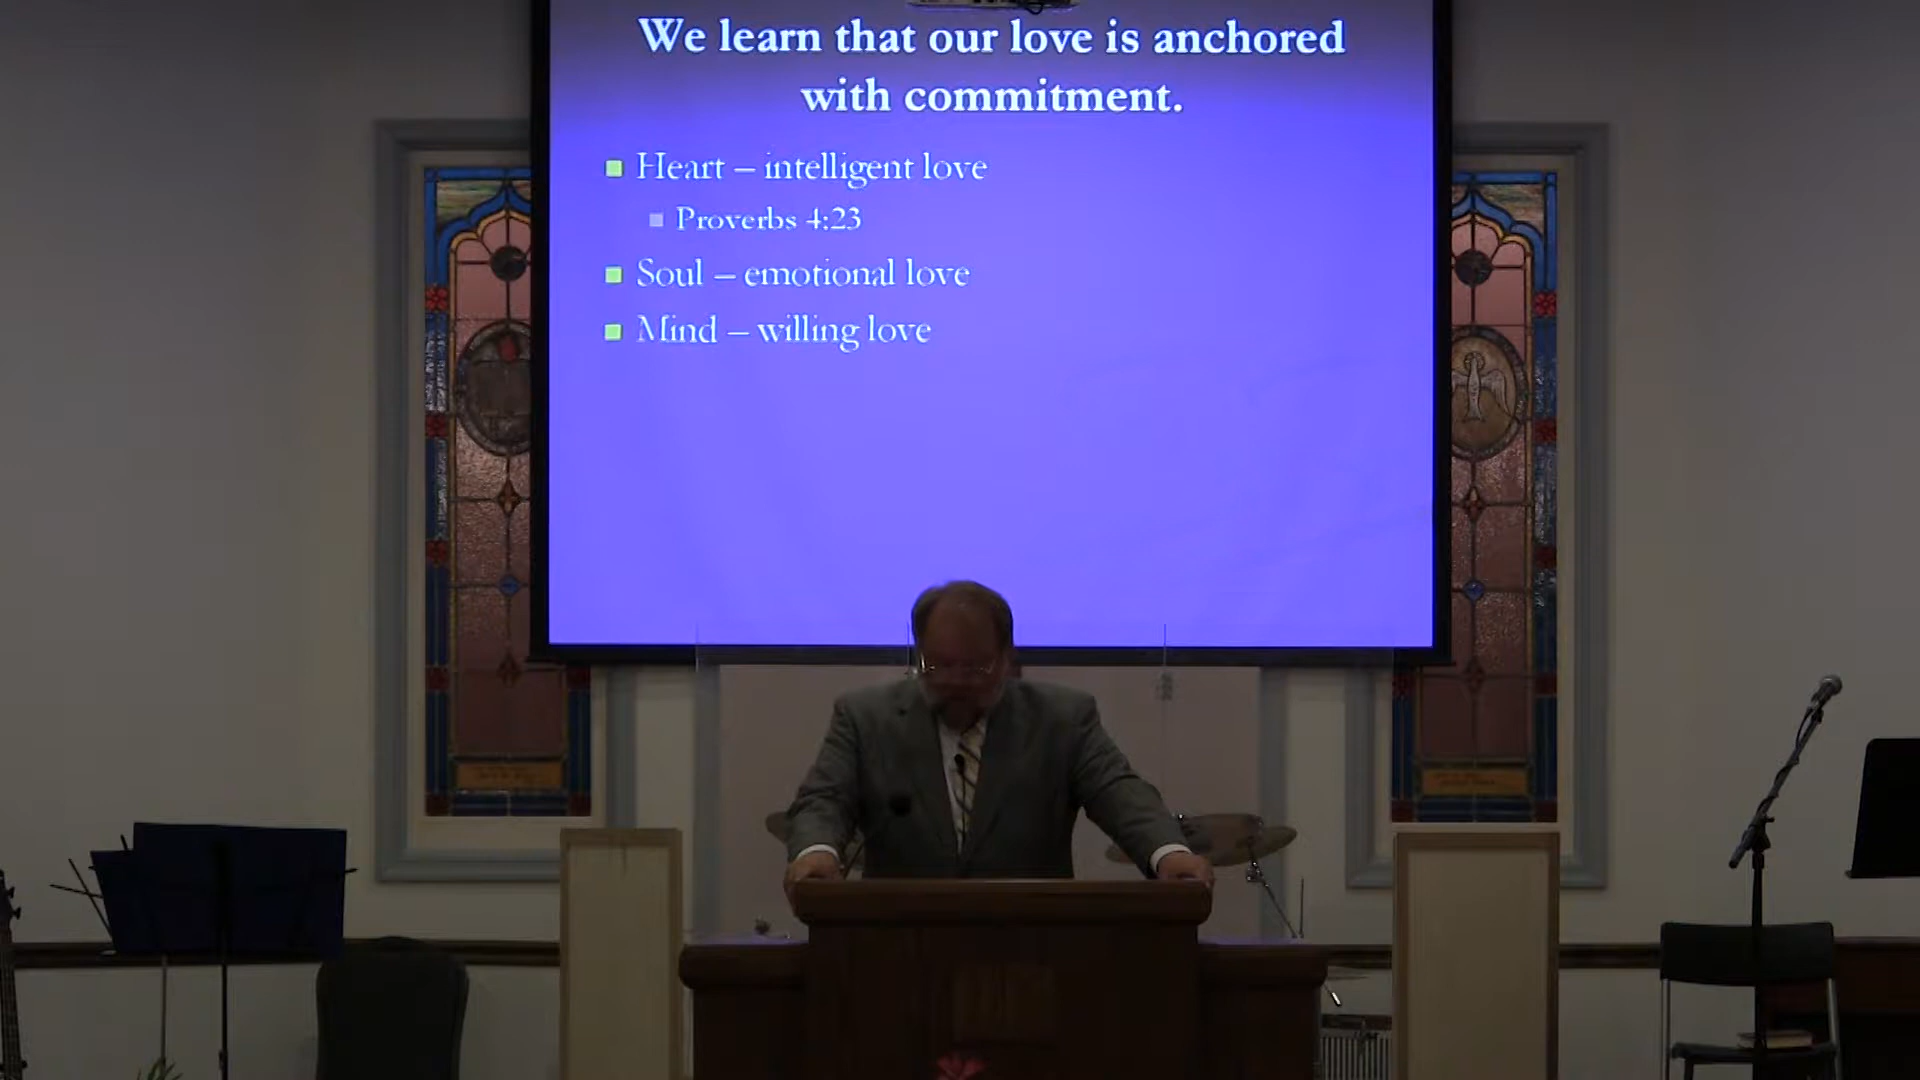 We learn that our love is anchored
with commitment.
Heart – intelligent love
Proverbs 4:23
Soul – emotional love
Mind – willing love